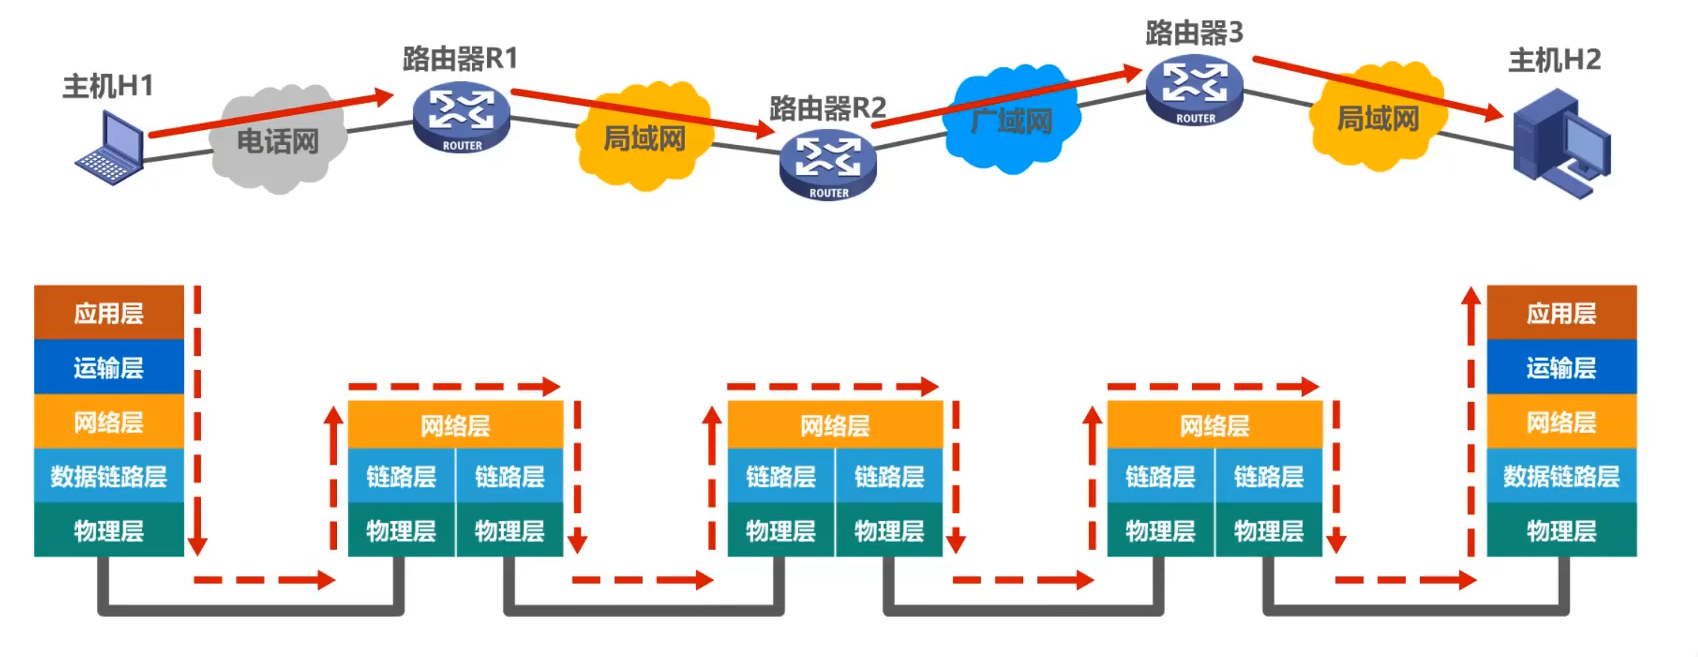 主机H1
路由器R1
路由器R2
路由器3
主机H2
电话网
局域网
广域网
局域网
ROUTER
ROUTER
ROUTER
应用层
运输层
网络层
数据链路层
物理层
网络层
链路层 链路层
物理层 物理层
网络层
链路层 链路层
物理层 物理层
网络层
链路层 链路层
物理层 物理层
应用层
运输层
网络层
数据链路层
物理层